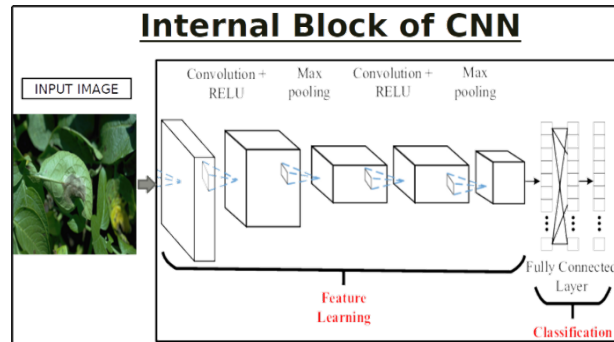 Internal Block of CNN
INPUT IMAGE
Convolution +
RELU
Max
pooling
Convolution +
RELU
Max
pooling
Fully Connected
Layer
Feature
Learning
Classification